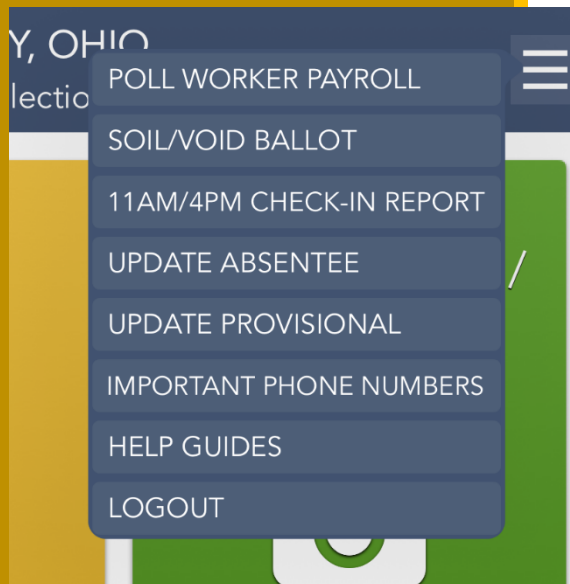 Y, OHIO
lectio
POLL WORKER PAYROLL
SOIL/VOID BALLOT
11AM/4PM CHECK-IN REPORT
UPDATE ABSENTEE
/
UPDATE PROVISIONAL
IMPORTANT PHONE NUMBERS
HELP GUIDES
LOGOUT